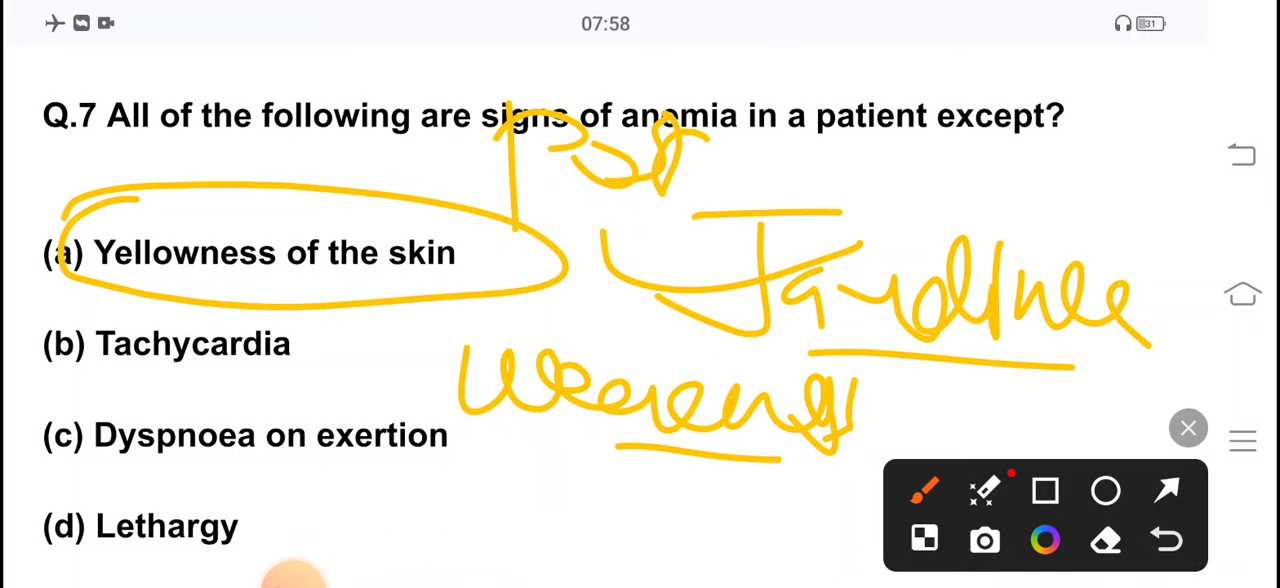 07:58
31
Q.7 All of the following are signs of anemia in a patient except?
(a) Yellowness of the skin
(b) Tachycardia
(c) Dyspnoea on exertion
(d) Lethargy